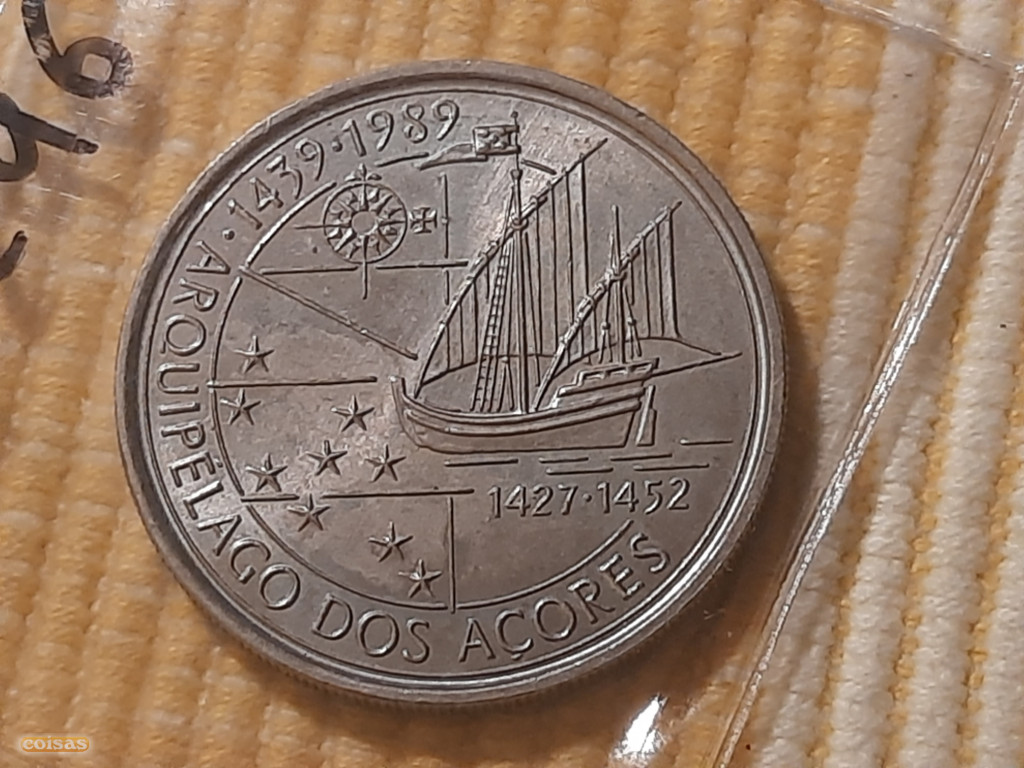 · 1439 · 1989
ARQUIPÉLAGO DOS AÇORES
1427 · 1452
coisas